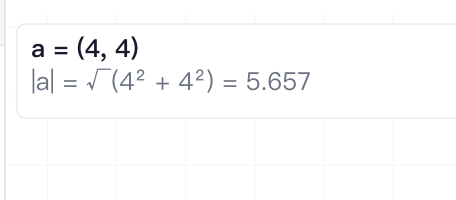 a = (4, 4)
|a| = √(4² + 4²) = 5.657